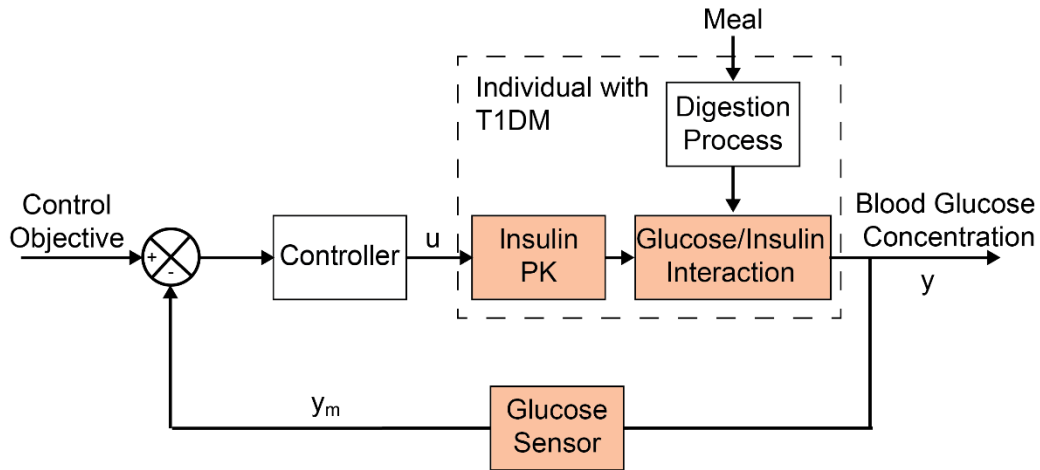 Meal
Individual with
T1DM
Digestion
Process
Control
Objective
+
-
Controller
u
Insulin
PK
Glucose/Insulin
Interaction
Blood Glucose
Concentration
y
yₘ
Glucose
Sensor